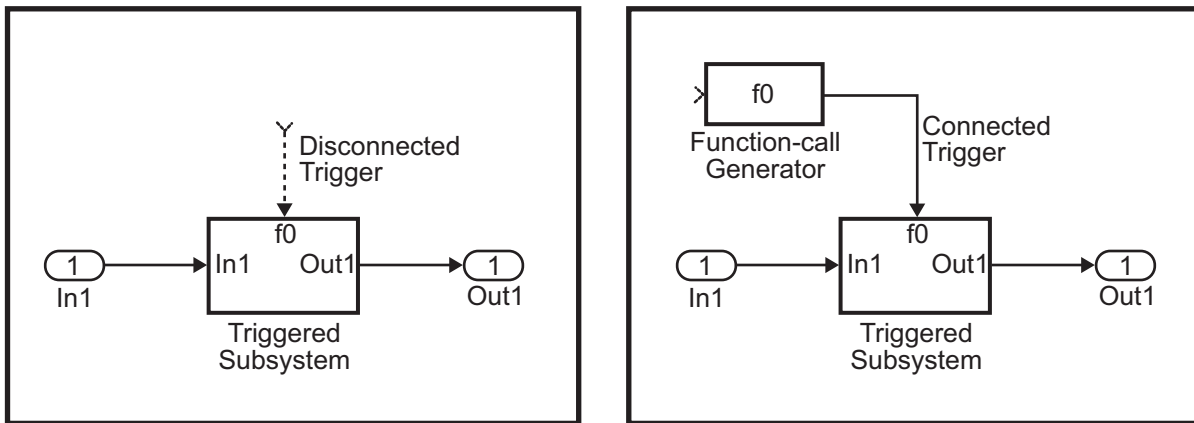 Disconnected
Trigger
f0
1
In1
Out1
1
In1
Out1
Triggered
Subsystem
f0
Function-call
Generator
Connected
Trigger
f0
1
In1
Out1
1
In1
Out1
Triggered
Subsystem